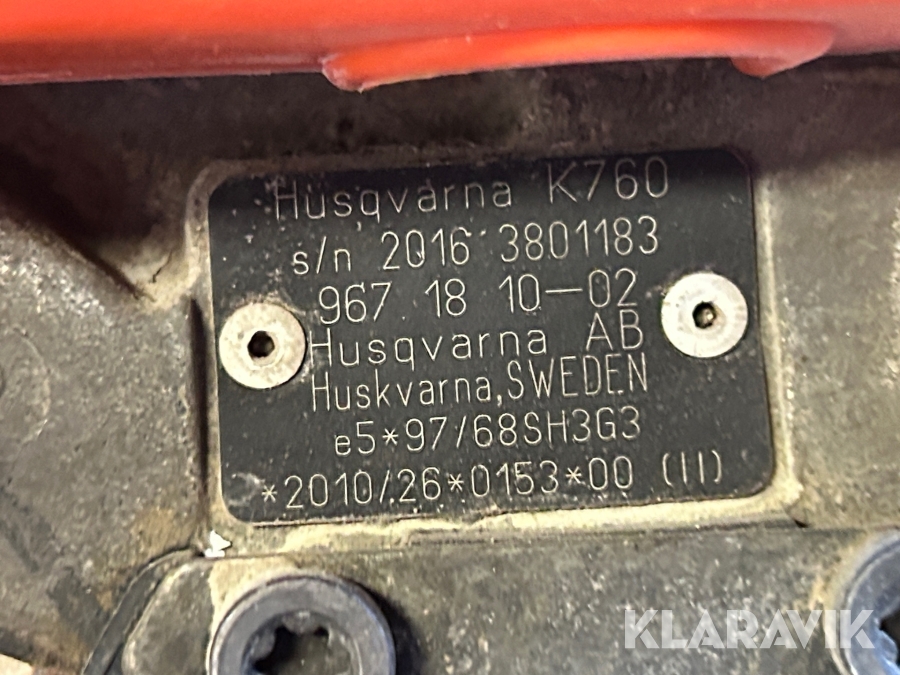 Husqvarna K760
s/n 2016 3801183
967 18 10-02
Husqvarna AB
Huskvarna, SWEDEN
e5*97/68SH3G3
*2010/26*0153*00 (II)
KLARAVIK